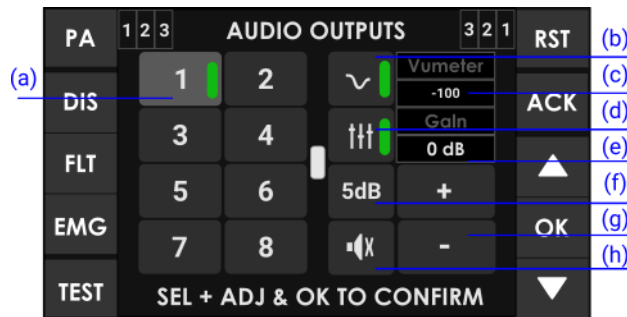 PA
1 2 3
AUDIO OUTPUTS
3 2 1
RST
(a)
(b)
(c)
(d)
(e)
(f)
(g)
(h)
1
2
Vumeter
-100
DIS
ACK
3
4
Gain
0 dB
FLT
5
6
5dB
+
EMG
7
8
X
-
OK
TEST
SEL + ADJ & OK TO CONFIRM